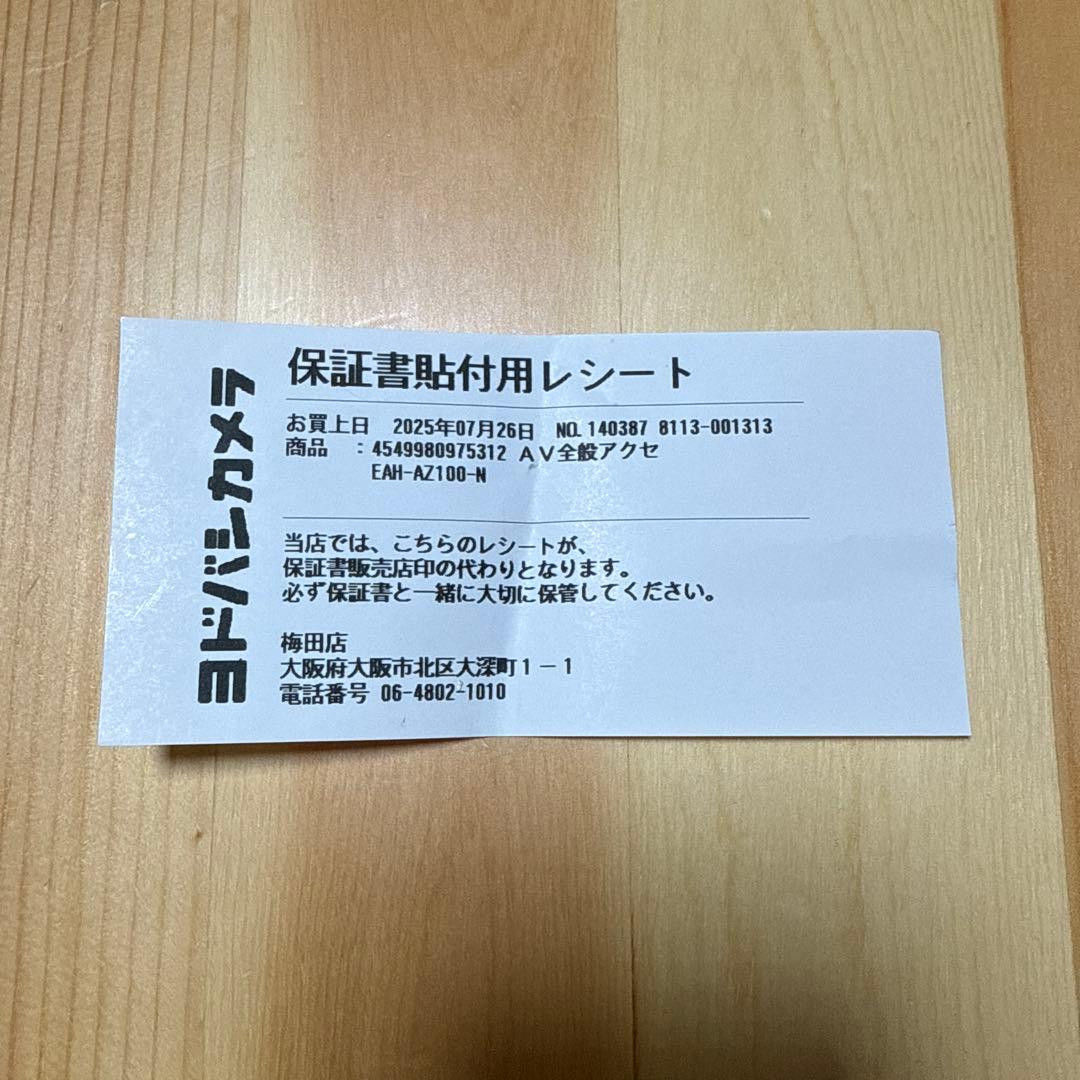 ヨドバシカメラ
保証書貼付用レシート
お買上日 2025年07月26日 NO.140387 8113-001313
商品 :4549980975312 AV全般アクセ
EAH-AZ100-N
当店では、こちらのレシートが、
保証書販売店印の代わりとなります。
必ず保証書と一緒に大切に保管してください。
梅田店
大阪府大阪市北区大深町1-1
電話番号 06-4802-1010